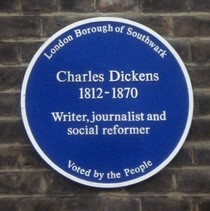 London Borough of Southwark
Charles Dickens
1812-1870
Writer, journalist and
social reformer
Voted by the People